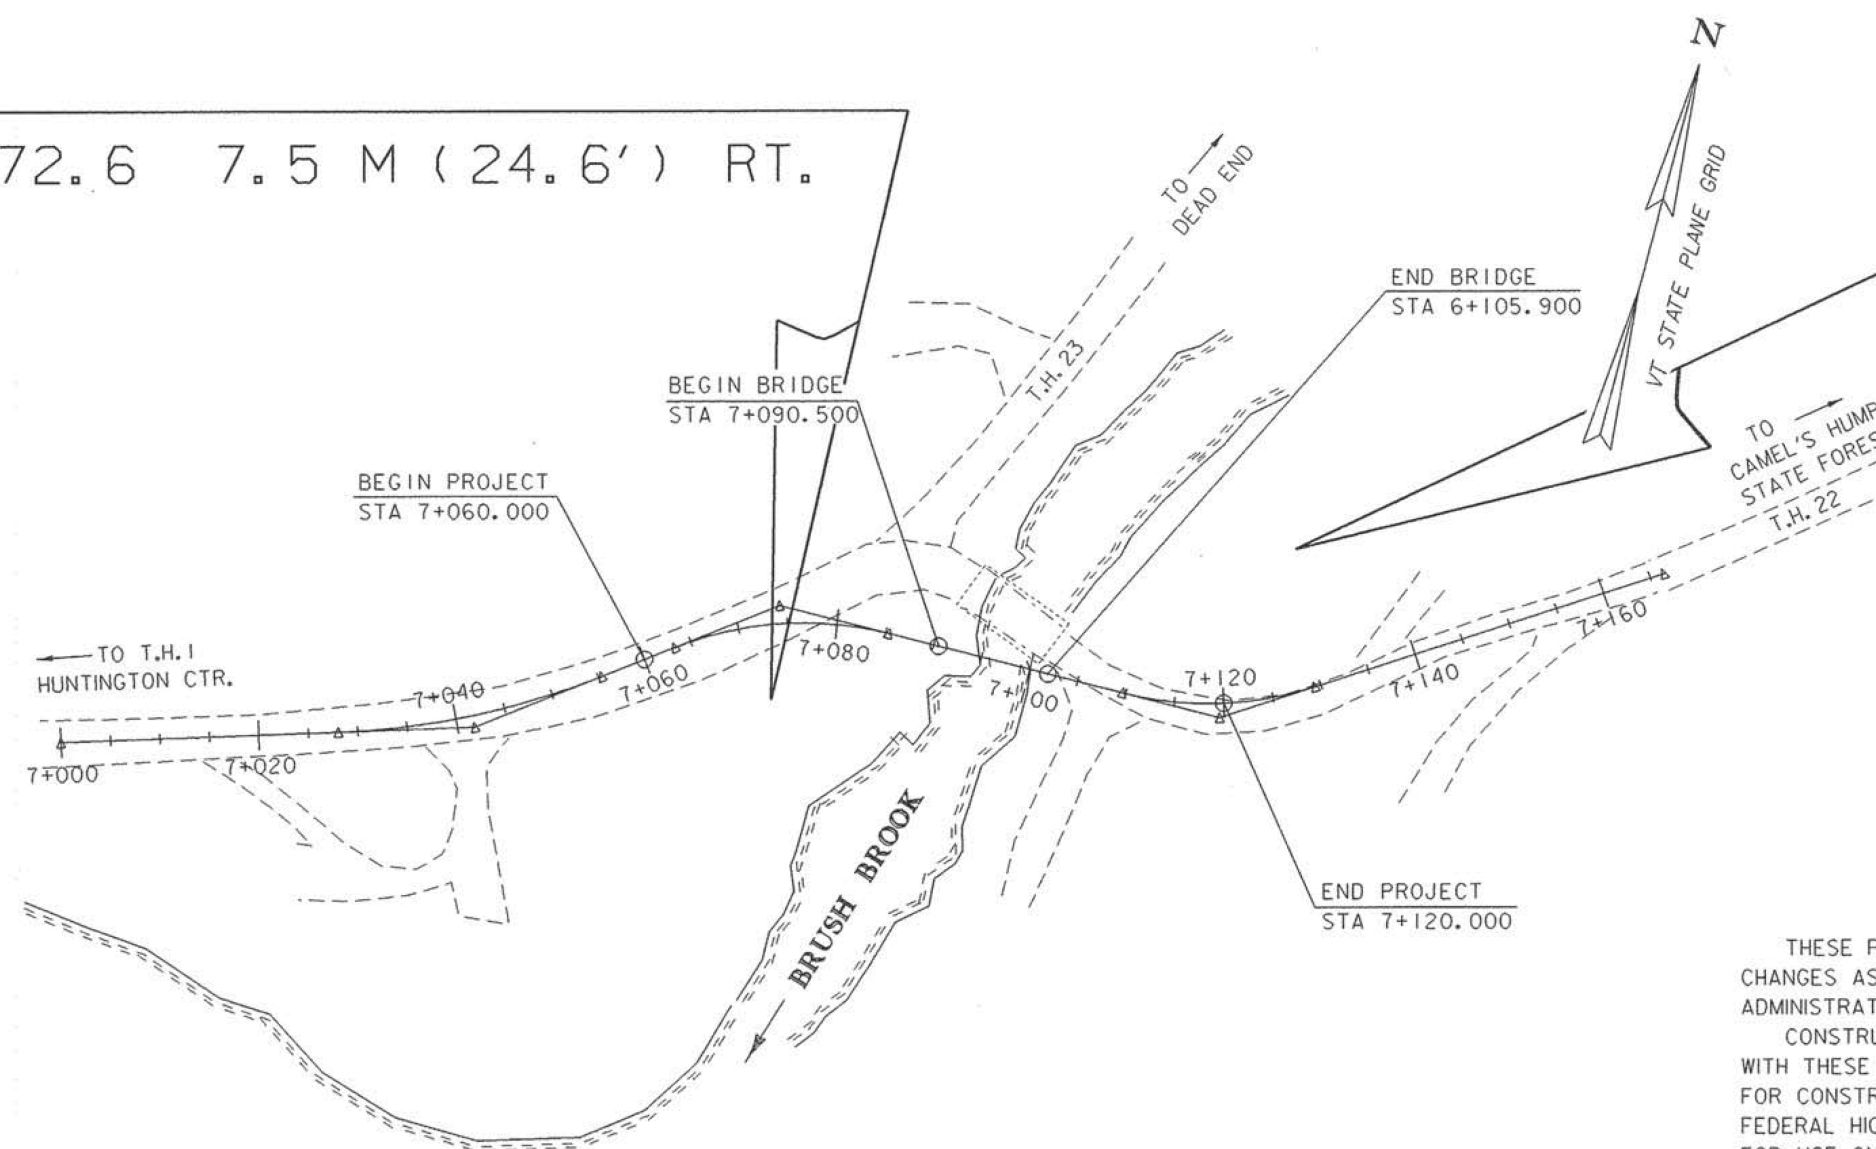 N
72.6 7.5 M (24.6') RT.
TO
DEAD END
VT STATE PLANE GRID
END BRIDGE
STA 6+105.900
T.H. 23
BEGIN BRIDGE
STA 7+090.500
TO
CAMEL'S HUMP
STATE FORES
T.H. 22
BEGIN PROJECT
STA 7+060.000
TO T.H.1
HUNTINGTON CTR.
7+000
7+020
7+040
7+060
7+080
7+100
7+120
7+140
7+160
BRUSH BROOK
END PROJECT
STA 7+120.000
THESE
CHANGES AS
ADMINISTRAT
CONSTRU
WITH THESE
FOR CONSTR
FEDERAL HIG